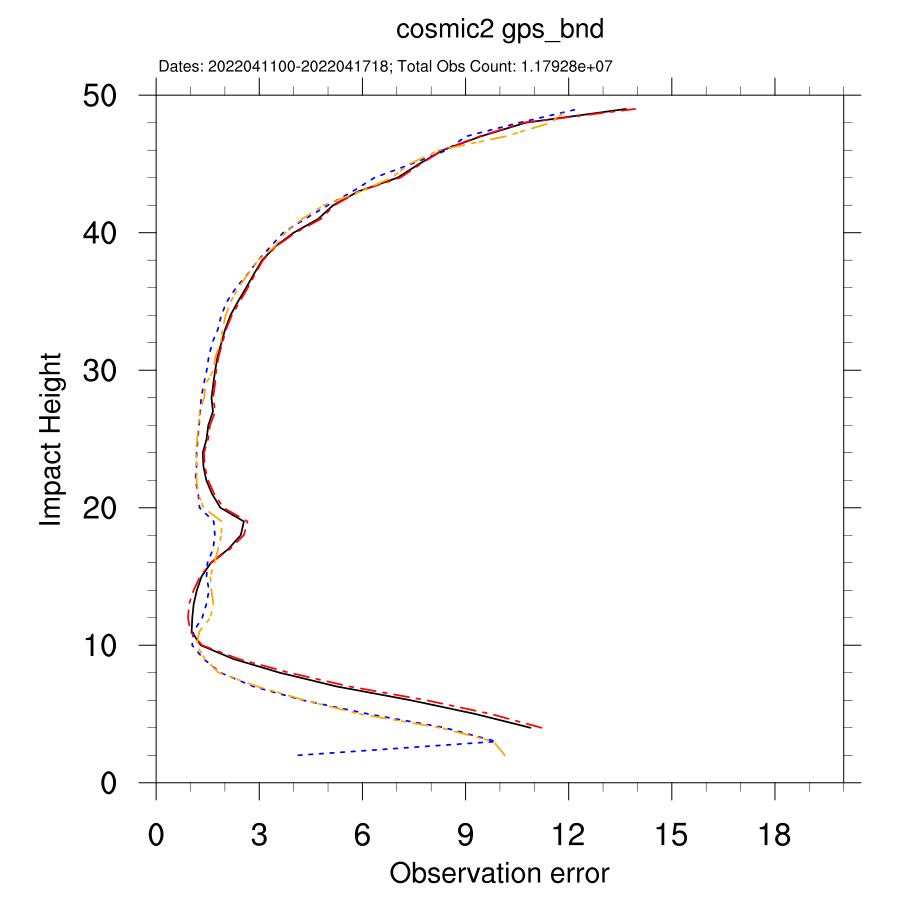 cosmic2 gps_bnd
Dates: 2022041100-2022041718; Total Obs Count: 1.17928e+07
50
40
30
20
10
0
Impact Height
0 3 6 9 12 15 18
Observation error